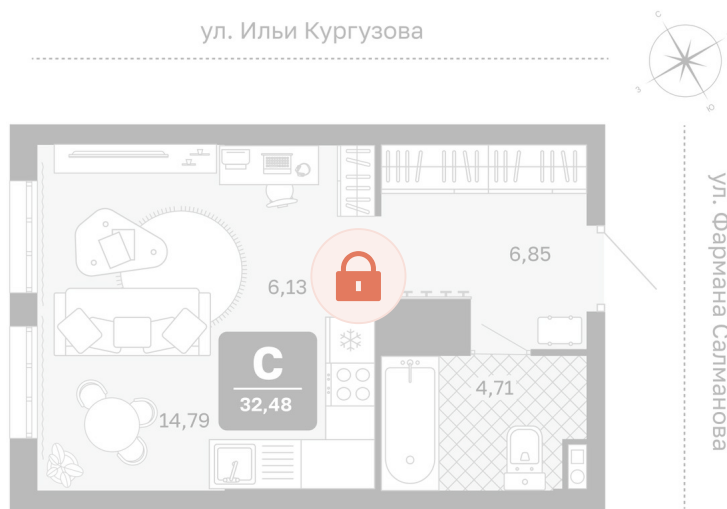 ул. Ильи Кургузова
С
З
Ю
ул. Фармана Салманова
6,85
6,13
С
32,48
14,79
4,71